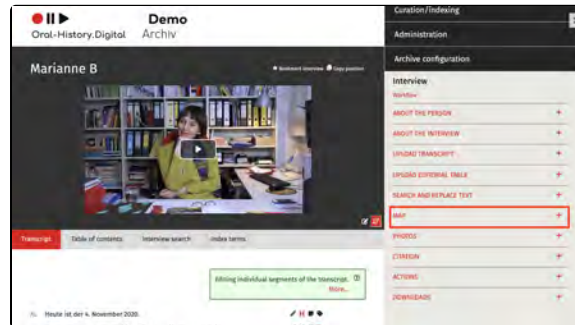 Oral-History.Digital
Demo
Archiv
Marianne B
Bookmark interview
Copy position
Transcript
Table of contents
Interview search
Index terms
Editing individual segments of the transcript.
More...
Heute ist der 4. November 2020.
Curation/Indexing
Administration
Archive configuration
Interview
Workflow
ABOUT THE PERSON +
ABOUT THE INTERVIEW +
UPLOAD TRANSCRIPT +
UPLOAD EDITORIAL TABLE +
SEARCH AND REPLACE TEXT +
MAP +
PHOTOS +
CITATION +
ACTIONS +
DOWNLOADS +